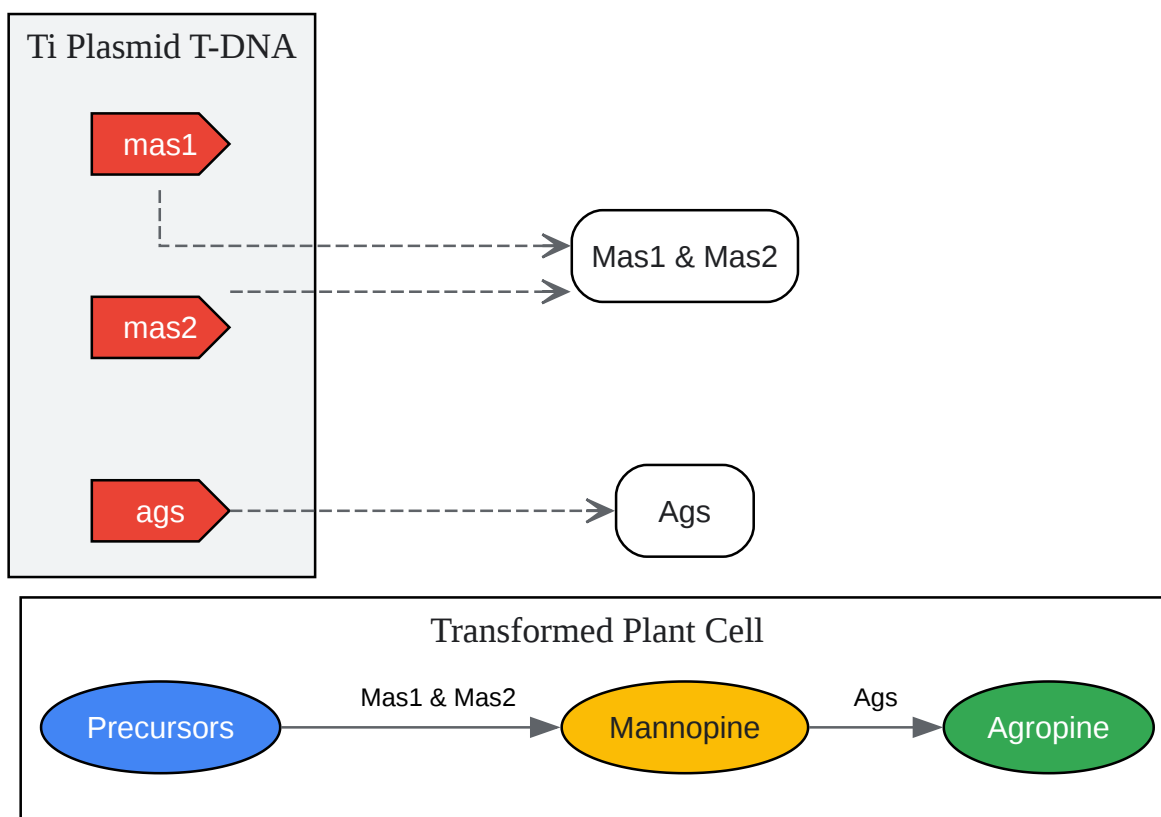 Ti Plasmid T-DNA
mas1
Mas1 & Mas2
mas2
ags
Ags
Transformed Plant Cell
Mas1 & Mas2
Ags
Precursors
Mannopine
Agropine